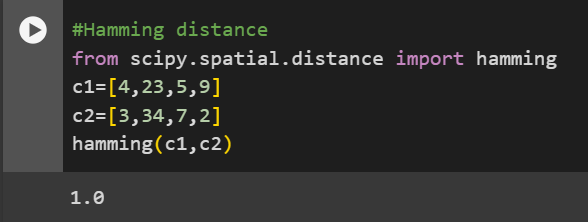 #Hamming distance
from scipy.spatial.distance import hamming
c1=[4,23,5,9]
c2=[3,34,7,2]
hamming(c1,c2)
1.0